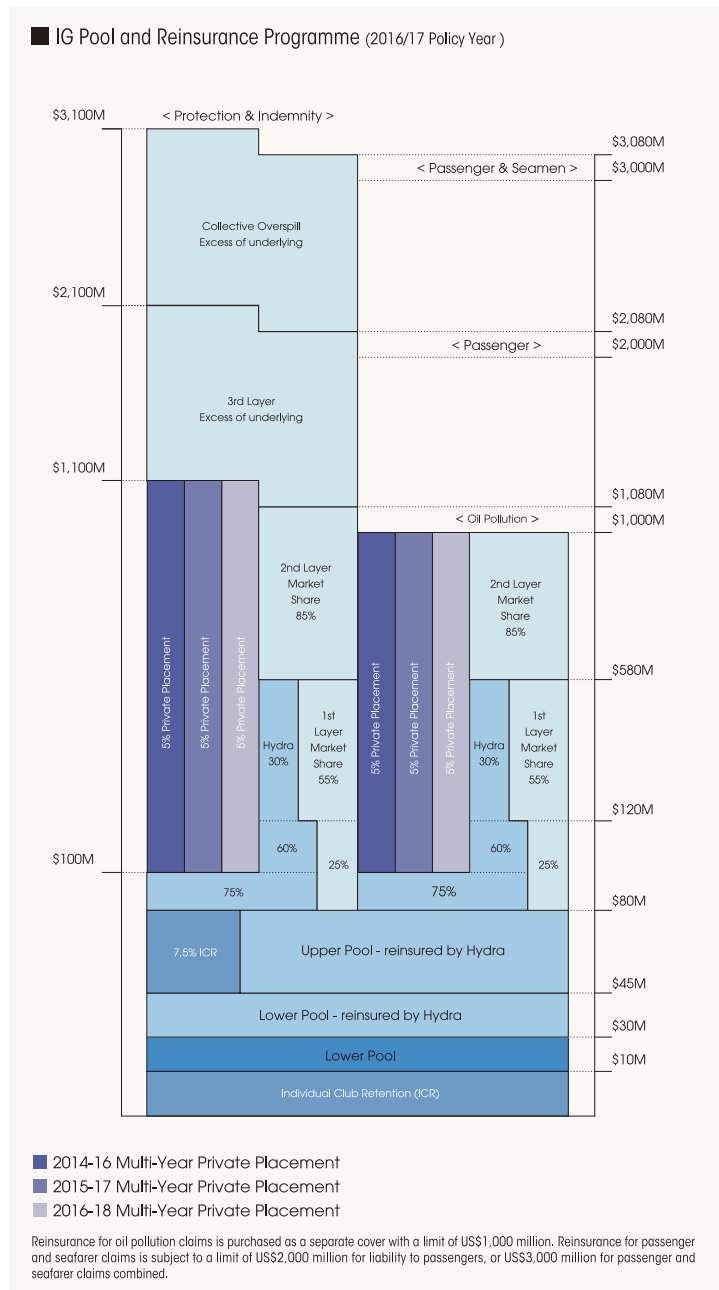 IG Pool and Reinsurance Programme (2016/17 Policy Year )
$3,100M
< Protection & Indemnity >
$3,080M
< Passenger & Seamen >
$3,000M
Collective Overspill
Excess of underlying
$2,100M
$2,080M
< Passenger >
$2,000M
3rd Layer
Excess of underlying
$1,100M
$1,080M
< Oil Pollution >
$1,000M
5% Private Placement
5% Private Placement
5% Private Placement
2nd Layer
Market
Share
85%
5% Private Placement
5% Private Placement
5% Private Placement
2nd Layer
Market
Share
85%
$580M
Hydra
30%
1st
Layer
Market
Share
55%
Hydra
30%
1st
Layer
Market
Share
55%
$120M
60%
25%
60%
25%
$100M
75%
75%
$80M
7.5% ICR
Upper Pool - reinsured by Hydra
$45M
Lower Pool - reinsured by Hydra
$30M
Lower Pool
$10M
Individual Club Retention (ICR)
2014-16 Multi-Year Private Placement
2015-17 Multi-Year Private Placement
2016-18 Multi-Year Private Placement
Reinsurance for oil pollution claims is purchased as a separate cover with a limit of US$1,000 million. Reinsurance for passenger
and seafarer claims is subject to a limit of US$2,000 million for liability to passengers, or US$3,000 million for passenger and
seafarer claims combined.